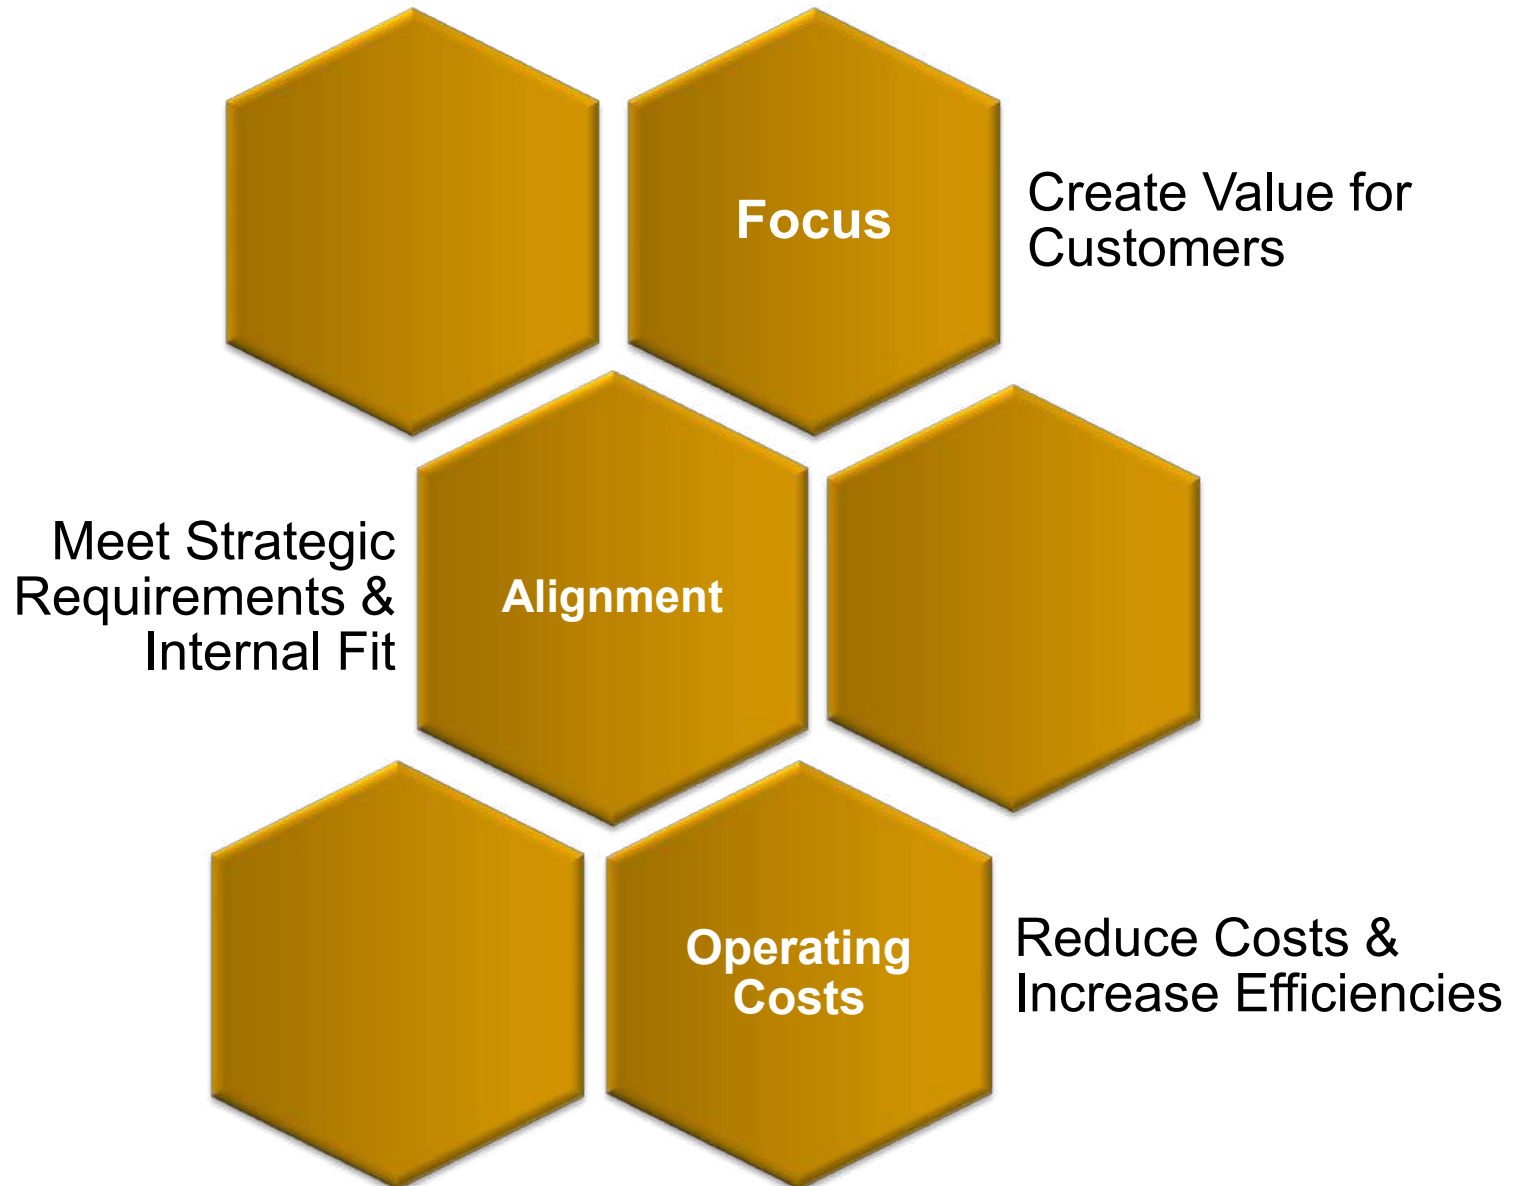 Focus
Create Value for
Customers
Meet Strategic
Requirements &
Internal Fit
Alignment
Operating
Costs
Reduce Costs &
Increase Efficiencies